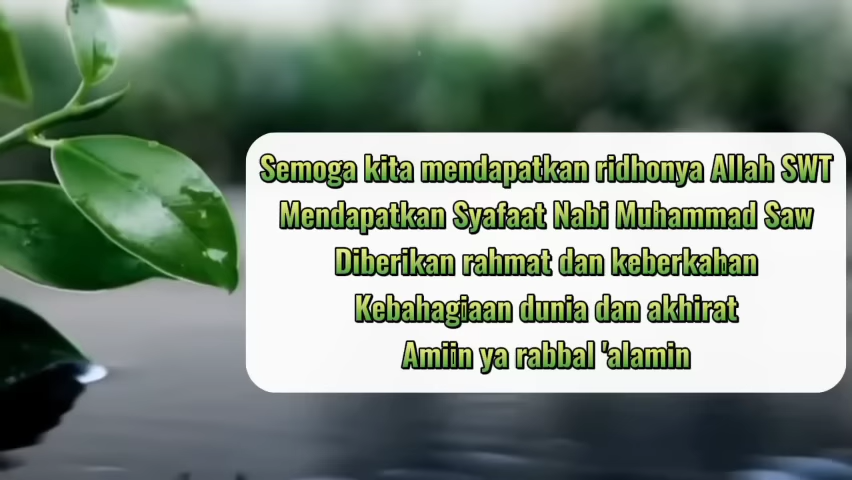 Semoga kita mendapatkan ridhonya Allah SWT
Mendapatkan Syafaat Nabi Muhammad Saw
Diberikan rahmat dan keberkahan
Kebahagiaan dunia dan akhirat
Amiin ya rabbal 'alamin